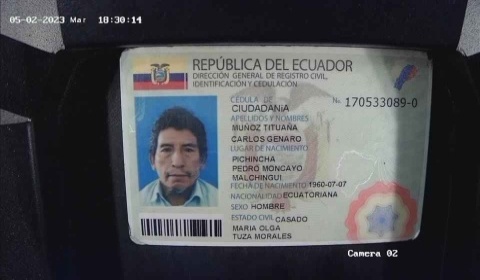 05-02-2023 Mar 18:30:14
REPÚBLICA DEL ECUADOR
DIRECCIÓN GENERAL DE REGISTRO CIVIL,
IDENTIFICACIÓN Y CEDULACIÓN
CÉDULA DE
CIUDADANÍA
No. 170533089-0
APELLIDOS Y NOMBRES
MUÑOZ TITUAÑA
CARLOS GENARO
LUGAR DE NACIMIENTO
PICHINCHA
PEDRO MONCAYO
MALCHINGUI
FECHA DE NACIMIENTO 1960-07-07
NACIONALIDAD ECUATORIANA
SEXO HOMBRE
ESTADO CIVIL CASADO
MARIA OLGA
TUZA MORALES
Camera 02